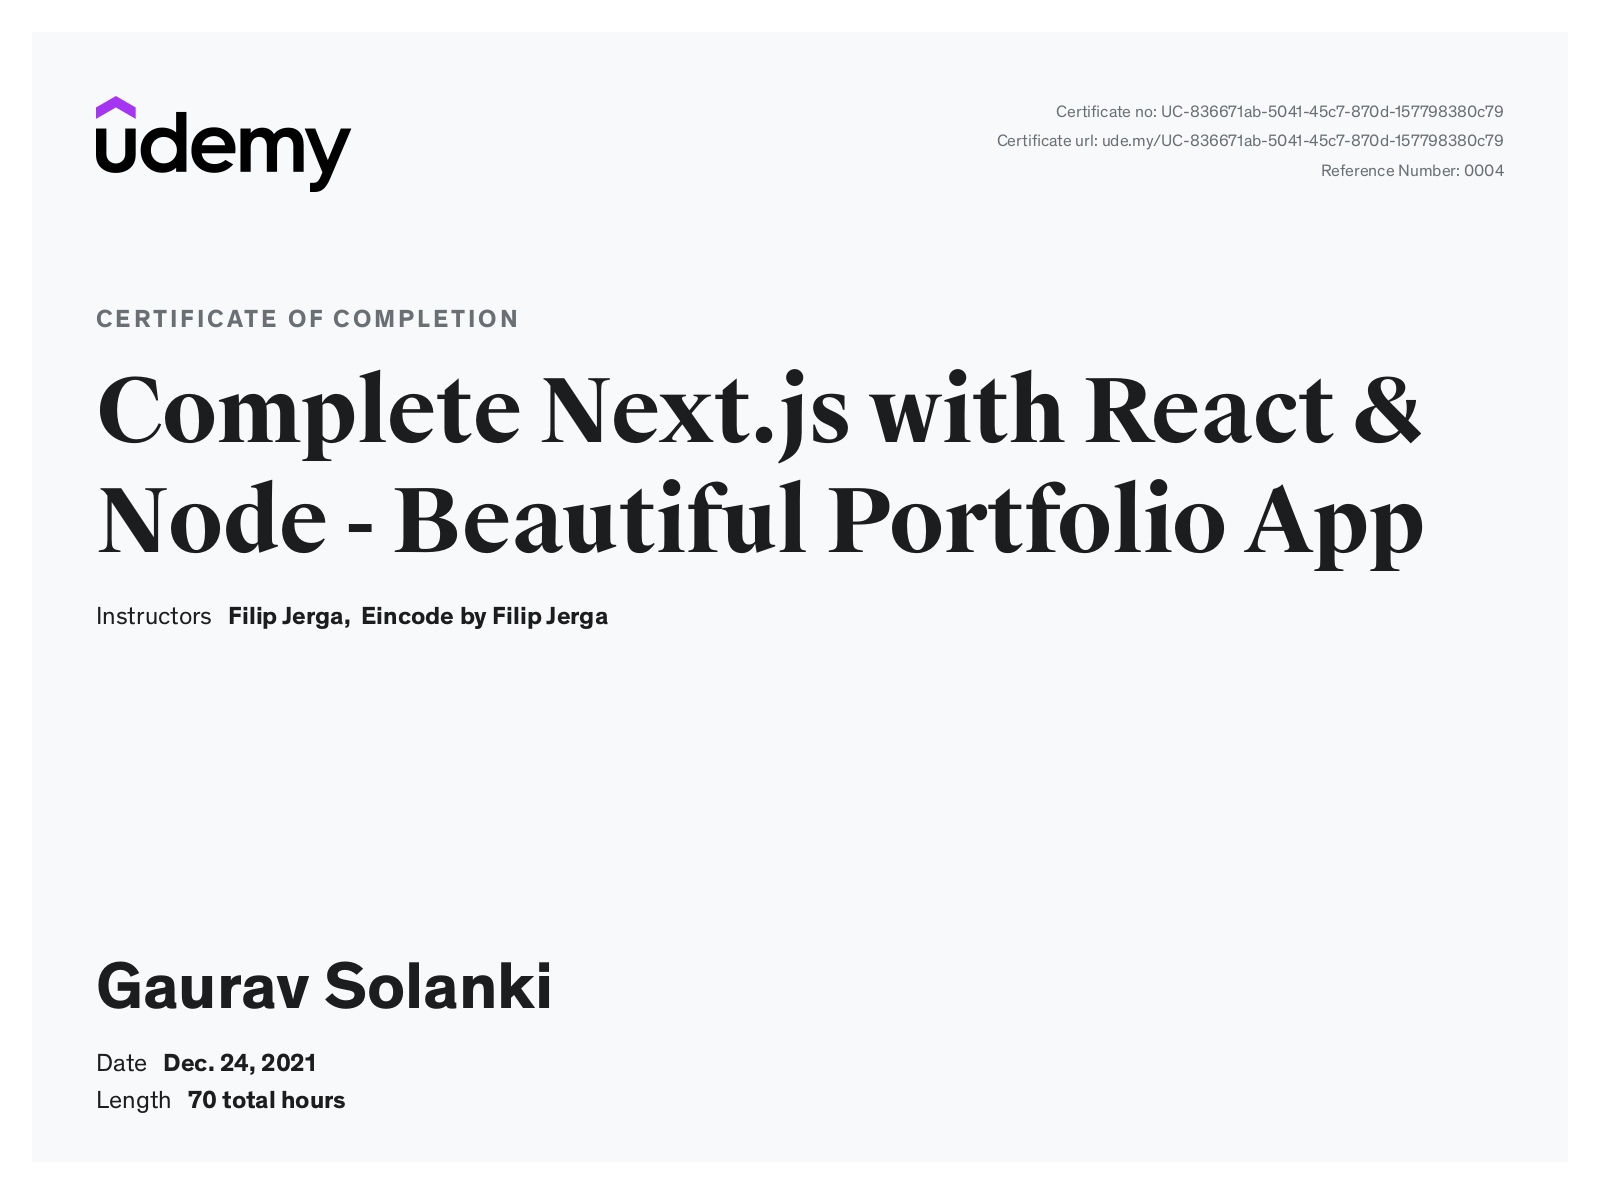 udemy
Certificate no: UC-836671ab-5041-45c7-870d-157798380c79
Certificate url: ude.my/UC-836671ab-5041-45c7-870d-157798380c79
Reference Number: 0004
CERTIFICATE OF COMPLETION
Complete Next.js with React &
Node - Beautiful Portfolio App
Instructors Filip Jerga, Eincode by Filip Jerga
Gaurav Solanki
Date Dec. 24, 2021
Length 70 total hours